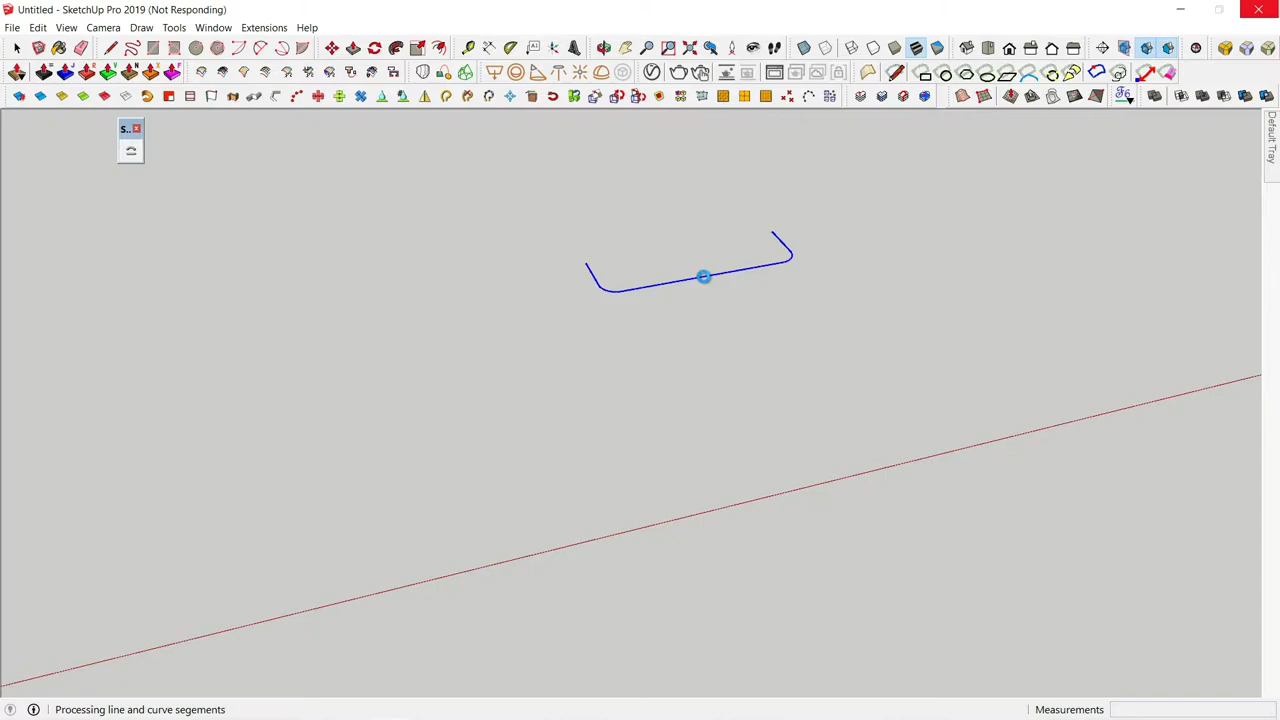 Untitled - SketchUp Pro 2019 (Not Responding)
File Edit View Camera Draw Tools Window Extensions Help
S..
Default Tray
Processing line and curve segements
Measurements